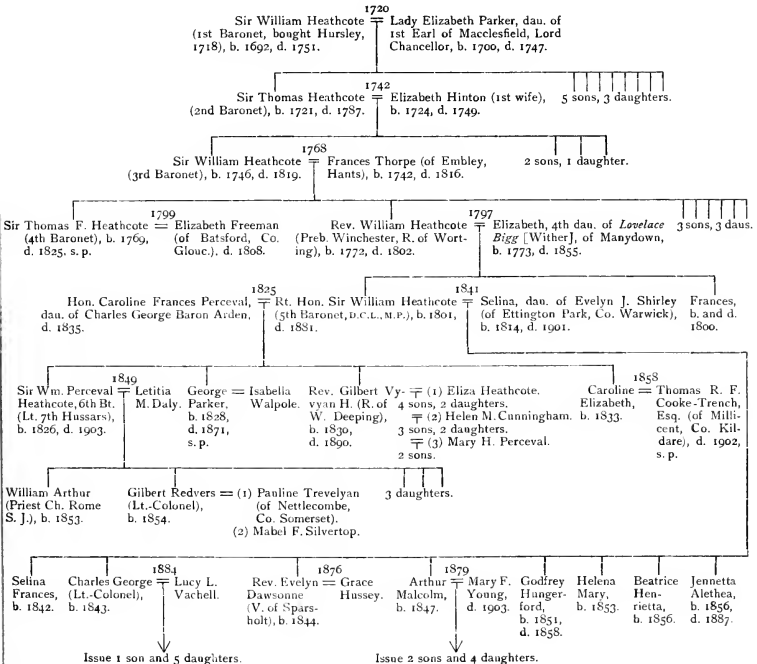 1720
Sir William Heathcote = Lady Elizabeth Parker, dau. of
(1st Baronet, bought Hursley, 1st Earl of Macclesfield, Lord
1718), b. 1692, d. 1751. Chancellor, b. 1700, d. 1747.
1742
Sir Thomas Heathcote = Elizabeth Hinton (1st wife), 5 sons, 3 daughters.
(2nd Baronet), b. 1721, d. 1787. b. 1724, d. 1749.
1768
Sir William Heathcote = Frances Thorpe (of Embley, 2 sons, 1 daughter.
(3rd Baronet), b. 1746, d. 1819. Hants), b. 1742, d. 1816.
1799
Sir Thomas F. Heathcote = Elizabeth Freeman
(4th Baronet), b. 1769, (of Batsford, Co.
d. 1825, s.p. Glouc.), d. 1808.
1797
Rev. William Heathcote = Elizabeth, 4th dau. of Lovelace
(Preb. Winchester, R. of Wort- Bigg [Wither], of Manydown,
ing), b. 1772, d. 1802. b. 1773, d. 1855.
3 sons, 3 daus.
1825 1841
Hon. Caroline Frances Perceval, = Rt. Hon. Sir William Heathcote = Selina, dau. of Evelyn J. Shirley
dau. of Charles George Baron Arden, (5th Baronet, D.C.L., M.P.), b. 1801, (of Ettington Park, Co. Warwick),
d. 1835. d. 1881. b. 1814, d. 1901.
Frances,
b. and d.
1800.
1849
Sir Wm. Perceval = Letitia
Heathcote, 6th Bt. M. Daly.
(Lt. 7th Hussars),
b. 1826, d. 1903.
George = Isabella
Parker, Walpole.
b. 1828,
d. 1871,
s.p.
Rev. Gilbert Vy- = (1) Eliza Heathcote.
vyan H. (R. of 4 sons, 2 daughters.
W. Deeping), = (2) Helen M. Cunningham.
b. 1830, 3 sons, 2 daughters.
d. 1890. = (3) Mary H. Perceval.
2 sons.
1858
Caroline = Thomas R. F.
Elizabeth, Cooke-Trench,
b. 1833. Esq. (of Milli-
cent, Co. Kil-
dare), d. 1902,
s.p.
William Arthur
(Priest Ch. Rome
S. J.), b. 1853.
Gilbert Redvers = (1) Pauline Trevelyan
(Lt.-Colonel), (of Nettlecombe,
b. 1854. Co. Somerset).
(2) Mabel F. Silvertop.
3 daughters.
Selina
Frances,
b. 1842.
1884
Charles George = Lucy L.
(Lt.-Colonel), Vachell.
b. 1843.
Issue 1 son and 5 daughters.
1876
Rev. Evelyn = Grace
Dawsonne Hussey.
(V. of Spars-
holt), b. 1844.
1879
Arthur = Mary F.
Malcolm, Young,
b. 1847. d. 1903.
Issue 2 sons and 4 daughters.
Godfrey
Hunger-
ford,
b. 1851,
d. 1858.
Helena
Mary,
b. 1853.
Beatrice
Hen-
rietta,
b. 1856.
Jennetta
Alethea,
b. 1856,
d. 1887.